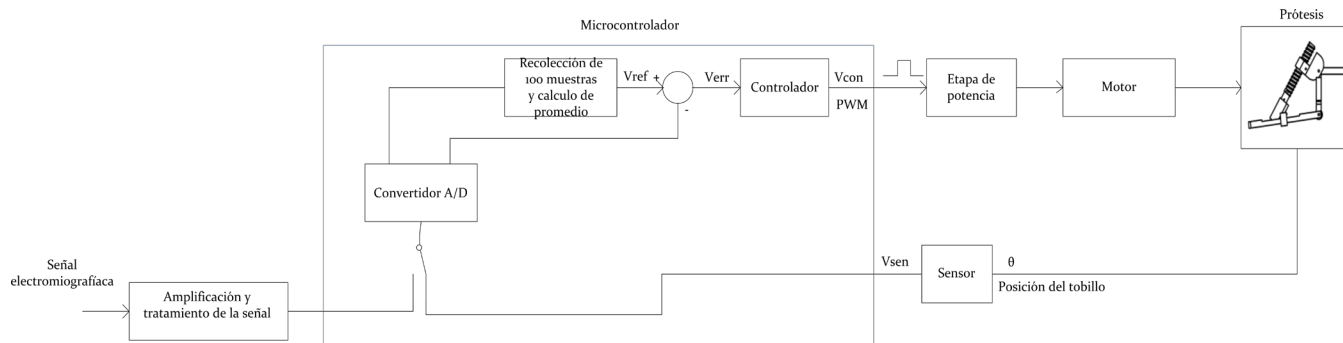 Microcontrolador
Prótesis
Recolección de
100 muestras
y calculo de
promedio
Vref
+
-
Verr
Controlador
Vcon
PWM
Etapa de
potencia
Motor
Convertidor A/D
Señal
electromiografíaca
Amplificación y
tratamiento de la señal
Vsen
Sensor
θ
Posición del tobillo